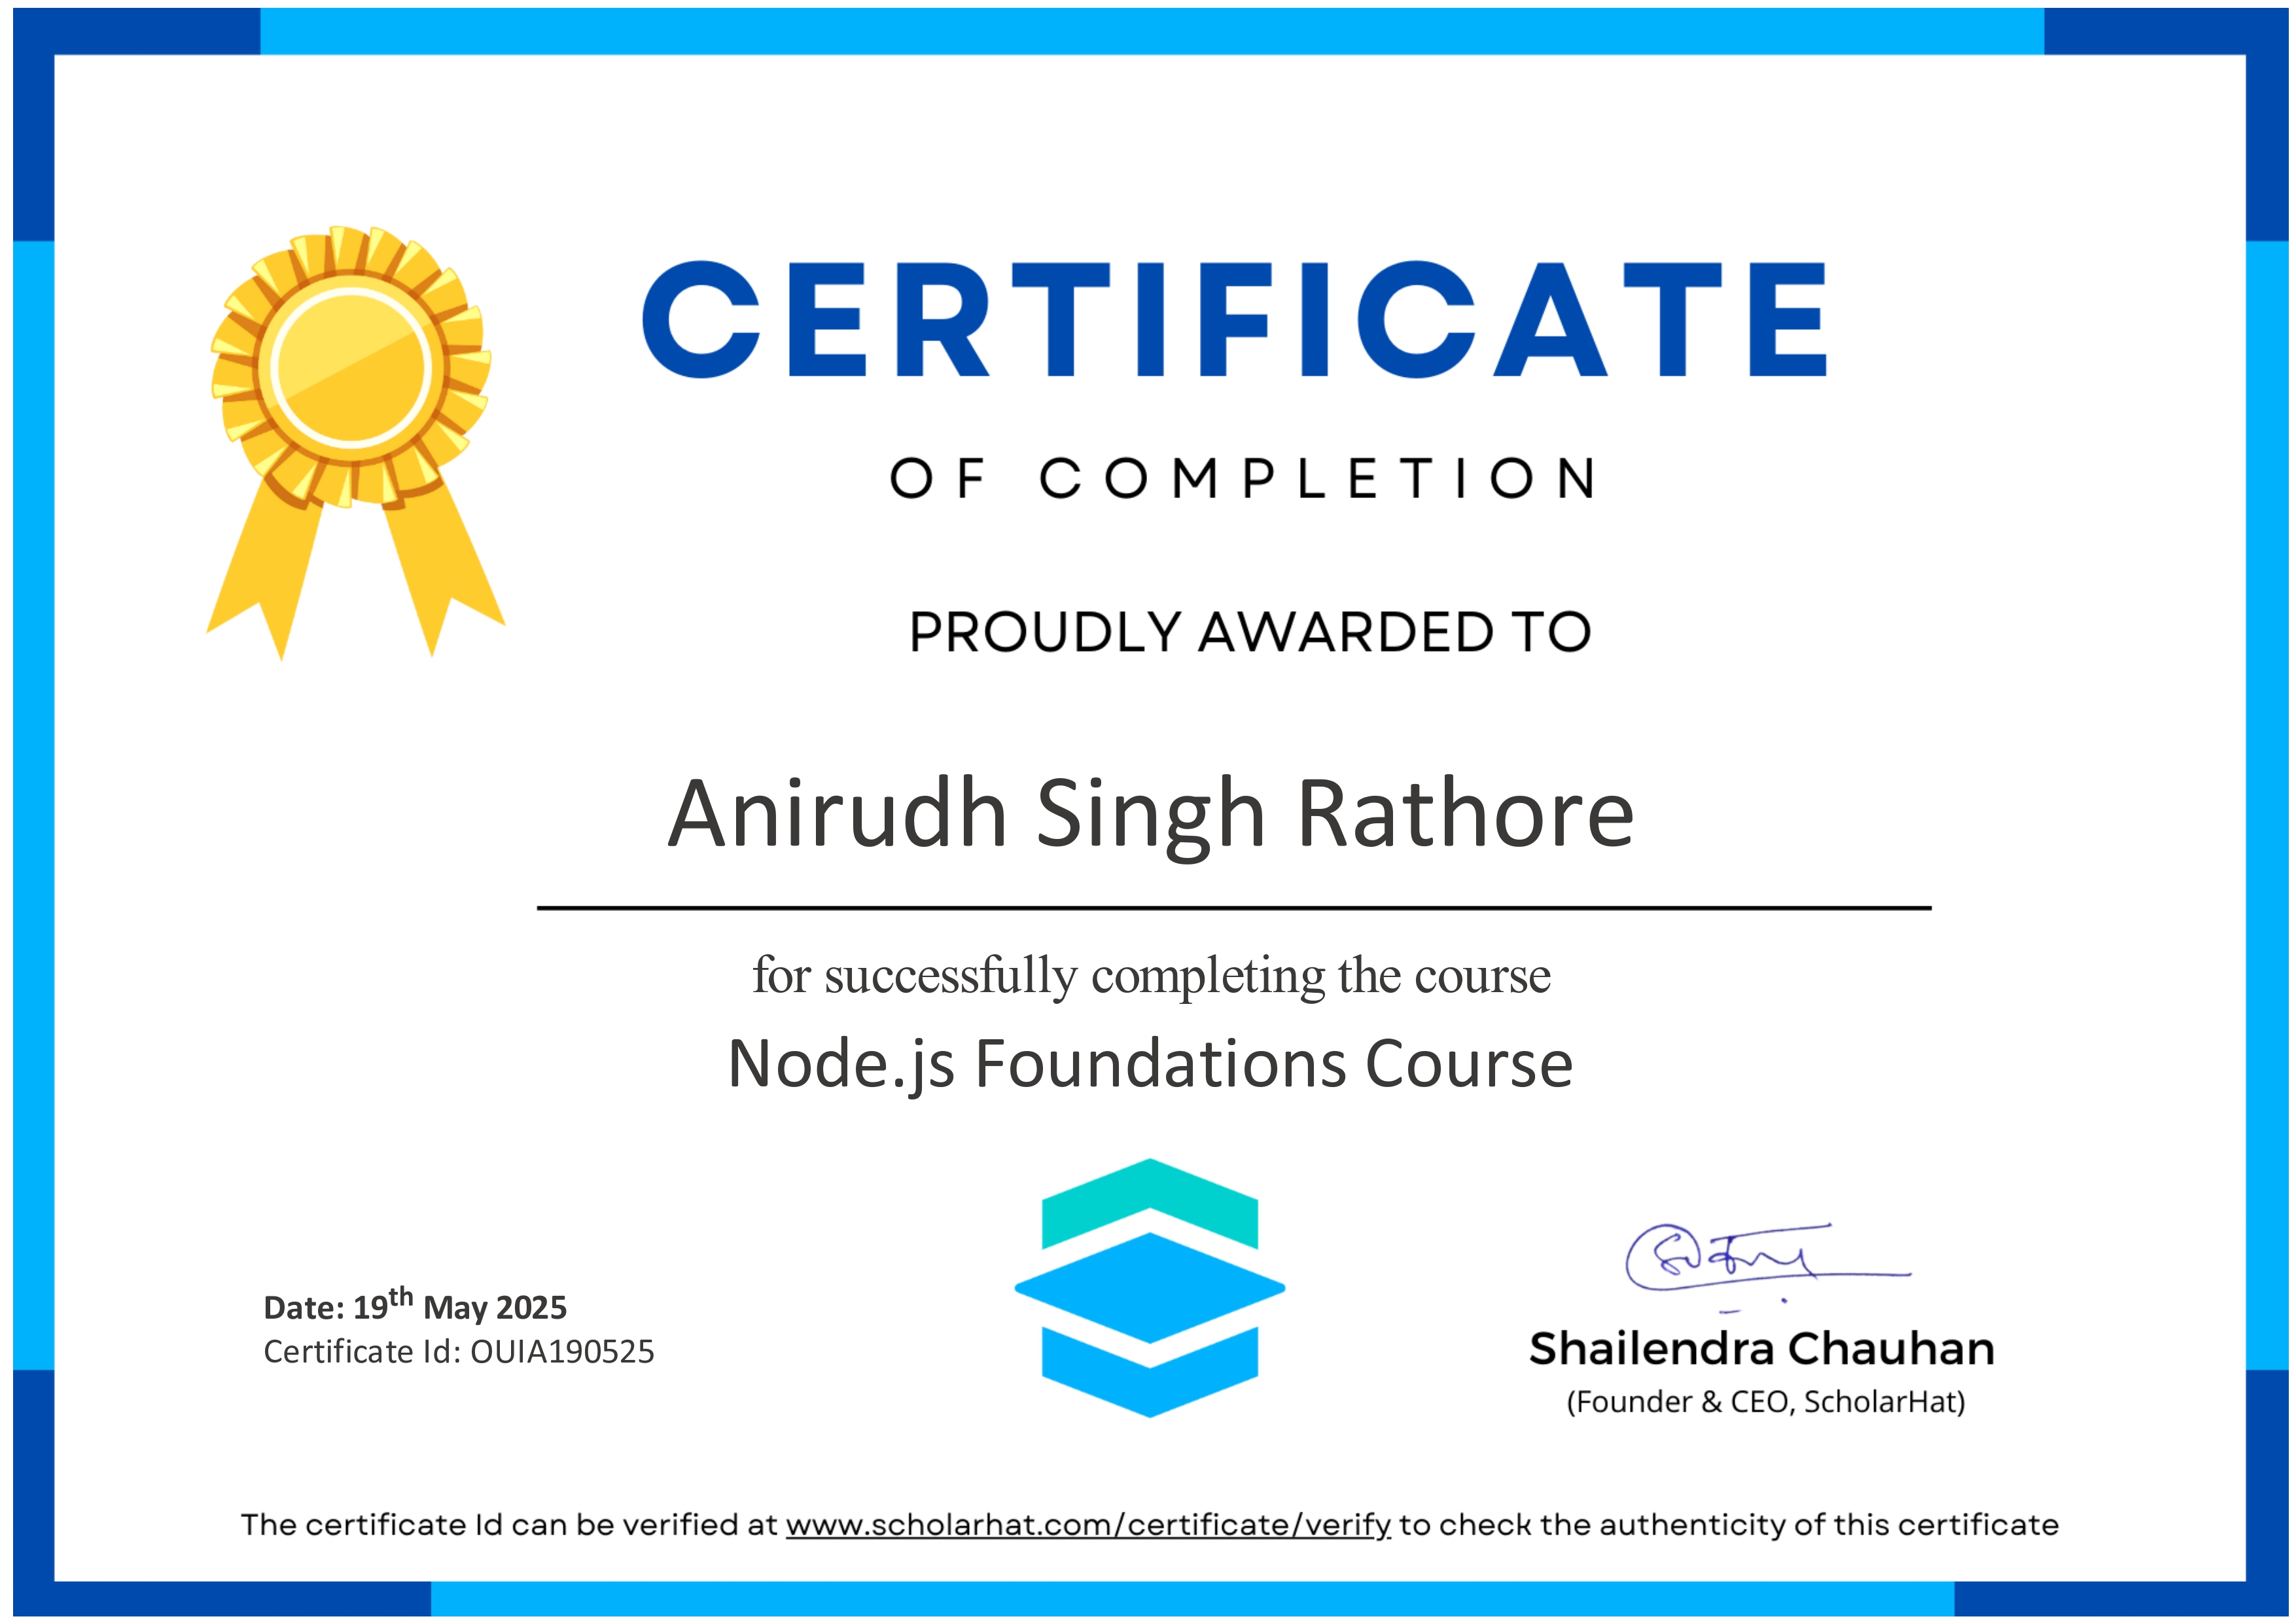 CERTIFICATE
OF COMPLETION
PROUDLY AWARDED TO
Anirudh Singh Rathore
for successfully completing the course
Node.js Foundations Course
Date: 19th May 2025
Certificate Id: OUIA190525
Shailendra Chauhan
(Founder & CEO, ScholarHat)
The certificate Id can be verified at www.scholarhat.com/certificate/verify to check the authenticity of this certificate